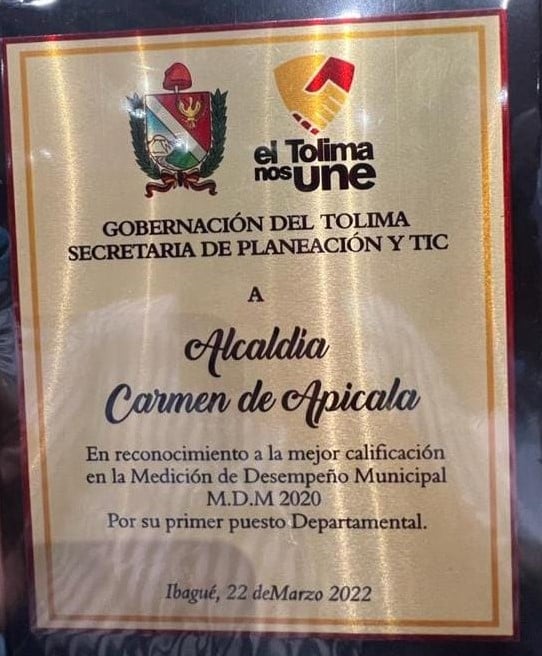 el Tolima
nos une
GOBERNACIÓN DEL TOLIMA
SECRETARIA DE PLANEACIÓN Y TIC
A
Alcaldia
Carmen de Apicala
En reconocimiento a la mejor calificación
en la Medición de Desempeño Municipal
M.D.M 2020
Por su primer puesto Departamental.
Ibagué, 22 deMarzo 2022